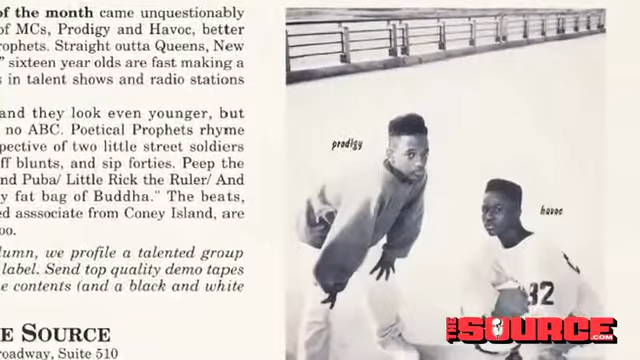 of the month came unquestionably
of MCs, Prodigy and Havoc, better
rophets. Straight outta Queens, New
" sixteen year olds are fast making a
s in talent shows and radio stations
and they look even younger, but
no ABC. Poetical Prophets rhyme
pective of two little street soldiers
ff blunts, and sip forties. Peep the
nd Puba/ Little Rick the Ruler/ And
y fat bag of Buddha." The beats,
ed asssociate from Coney Island, are
oo.
lumn, we profile a talented group
label. Send top quality demo tapes
e contents (and a black and white
E SOURCE
roadway, Suite 510
prodigy
havoc
32
THE SOURCE.COM